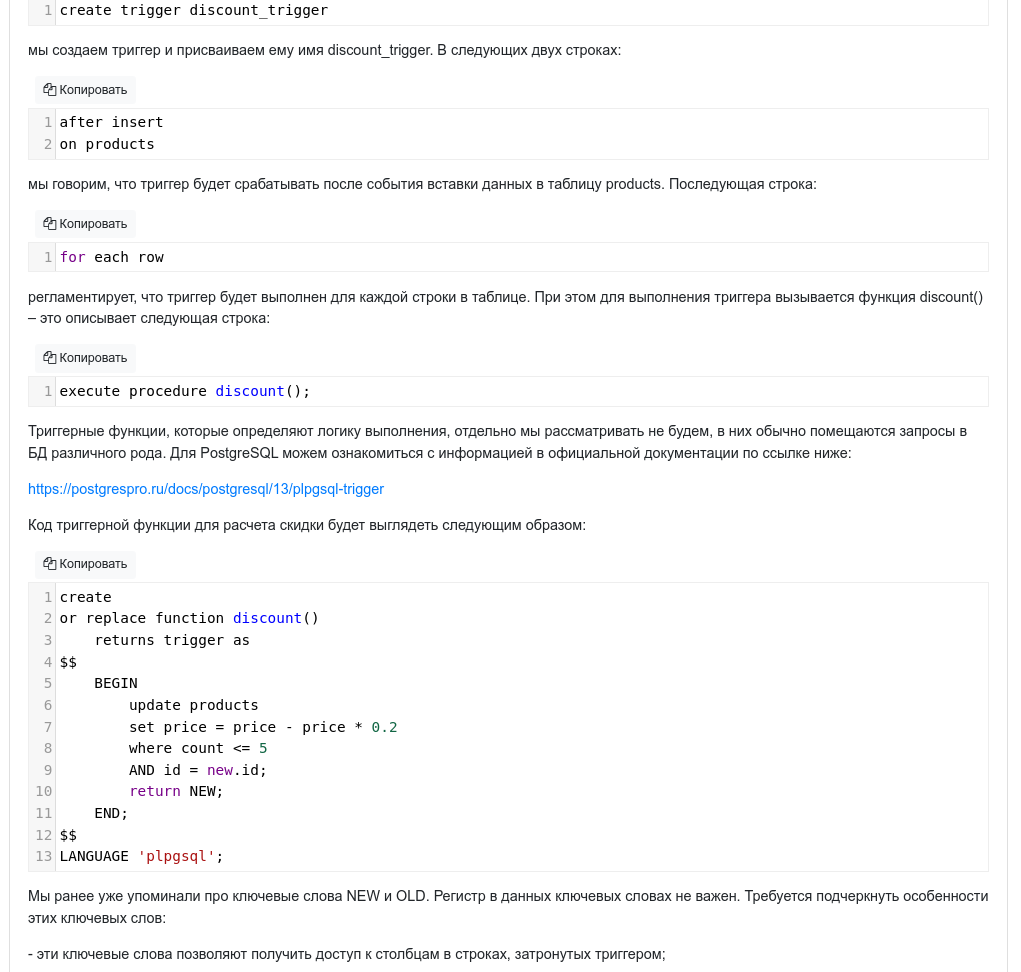 1 create trigger discount_trigger
мы создаем триггер и присваиваем ему имя discount_trigger. В следующих двух строках:
Копировать
1 after insert
2 on products
мы говорим, что триггер будет срабатывать после события вставки данных в таблицу products. Последующая строка:
Копировать
1 for each row
регламентирует, что триггер будет выполнен для каждой строки в таблице. При этом для выполнения триггера вызывается функция discount()
– это описывает следующая строка:
Копировать
1 execute procedure discount();
Триггерные функции, которые определяют логику выполнения, отдельно мы рассматривать не будем, в них обычно помещаются запросы в
БД различного рода. Для PostgreSQL можем ознакомиться с информацией в официальной документации по ссылке ниже:
https://postgrespro.ru/docs/postgresql/13/plpgsql-trigger
Код триггерной функции для расчета скидки будет выглядеть следующим образом:
Копировать
1 create
2 or replace function discount()
3     returns trigger as
4 $$
5     BEGIN
6         update products
7         set price = price - price * 0.2
8         where count <= 5
9         AND id = new.id;
10         return NEW;
11     END;
12 $$
13 LANGUAGE 'plpgsql';
Мы ранее уже упоминали про ключевые слова NEW и OLD. Регистр в данных ключевых словах не важен. Требуется подчеркнуть особенности
этих ключевых слов:
- эти ключевые слова позволяют получить доступ к столбцам в строках, затронутых триггером;